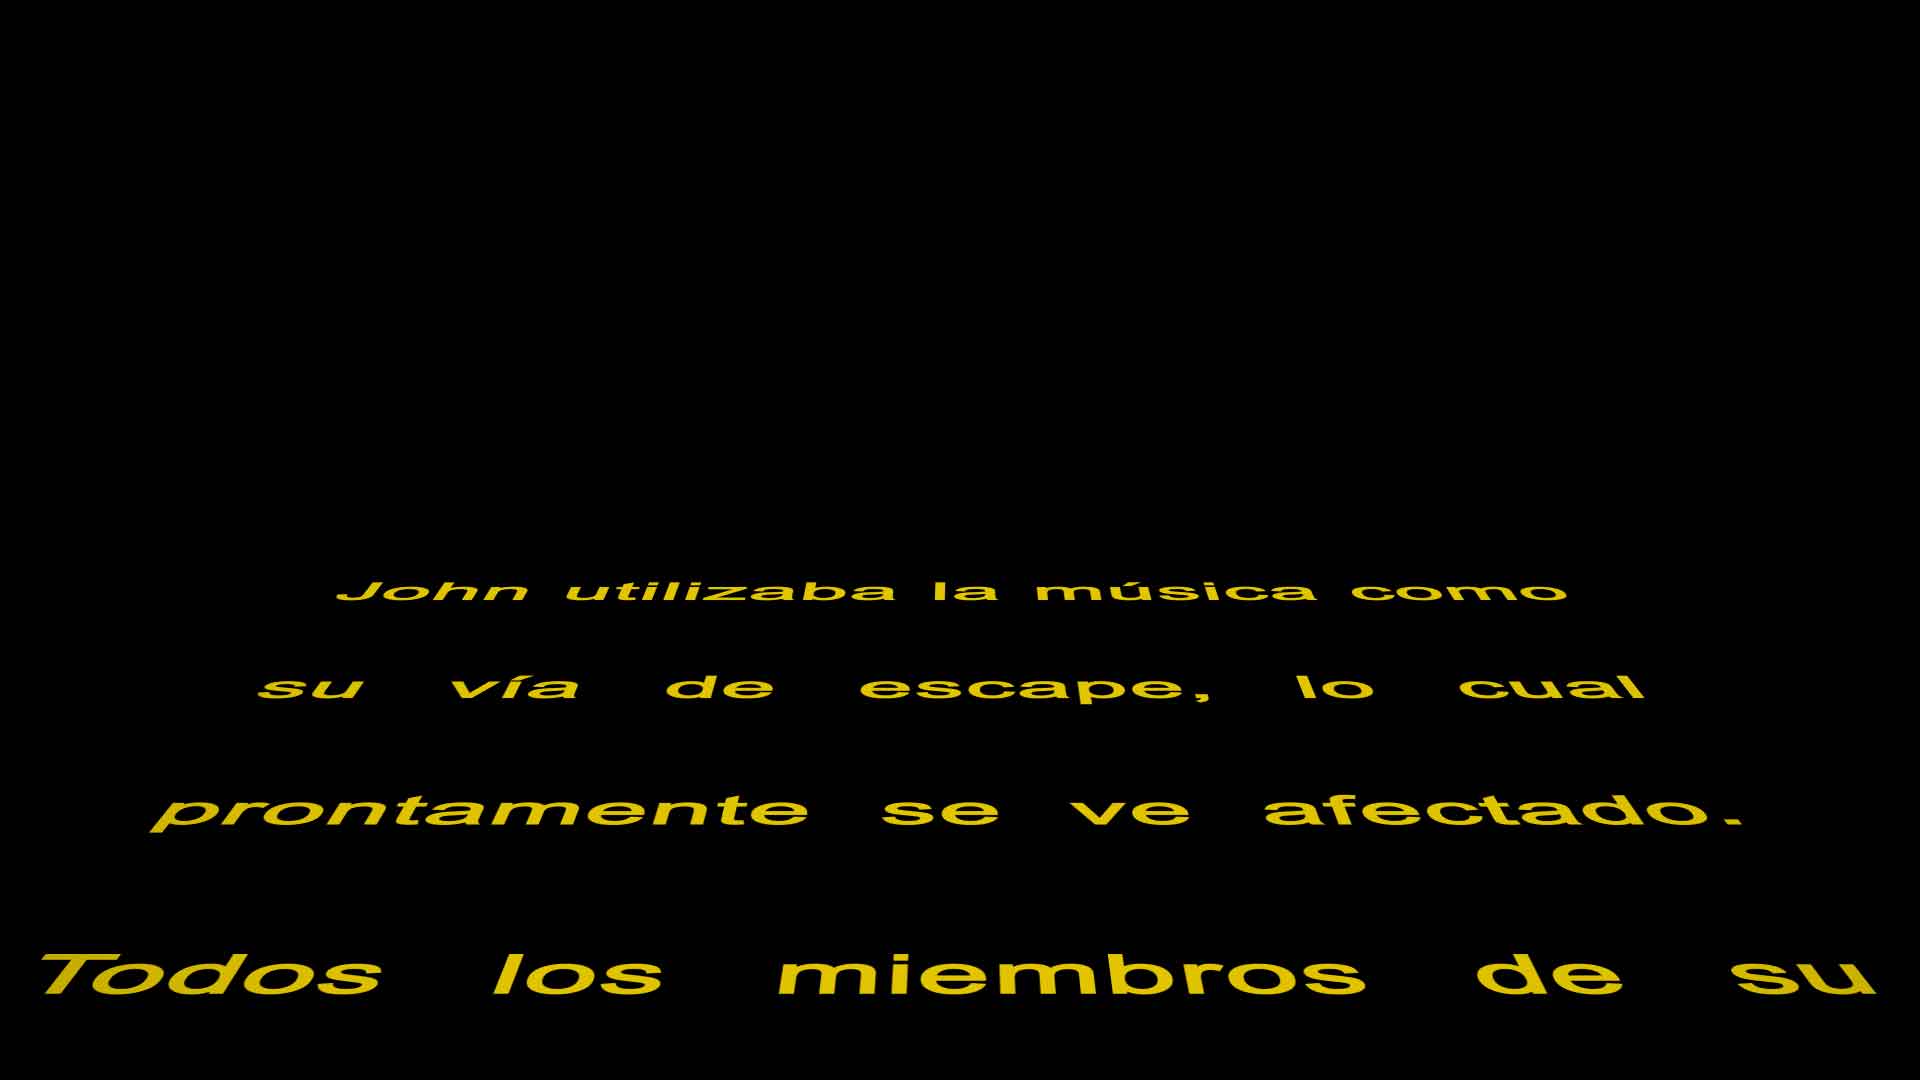 John utilizaba la música como
su vía de escape, lo cual
prontamente se ve afectado.
Todos los miembros de su